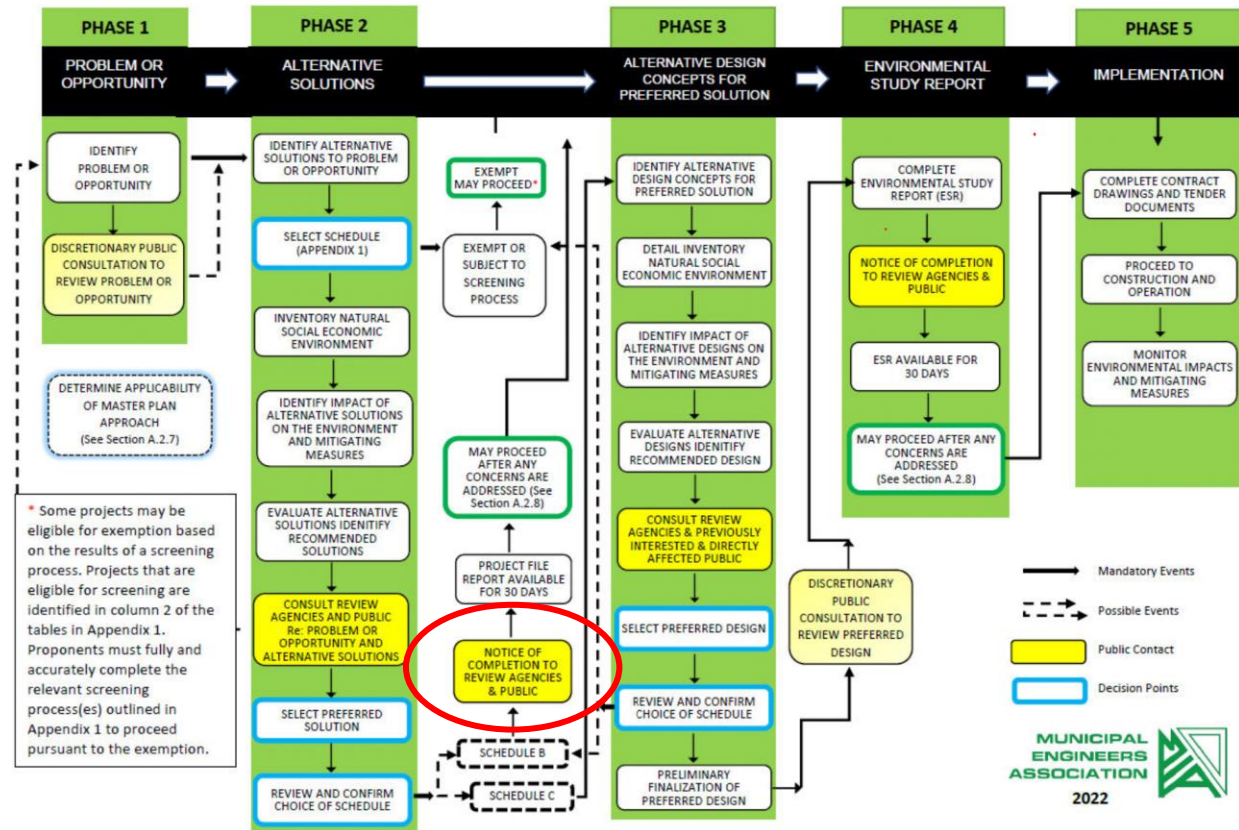 PHASE 1
PROBLEM OR
OPPORTUNITY
IDENTIFY
PROBLEM OR
OPPORTUNITY
DISCRETIONARY PUBLIC
CONSULTATION TO
REVIEW PROBLEM OR
OPPORTUNITY
DETERMINE APPLICABILITY
OF MASTER PLAN
APPROACH
(See Section A.2.7)
* Some projects may be
eligible for exemption based
on the results of a screening
process. Projects that are
eligible for screening are
identified in column 2 of the
tables in Appendix 1.
Proponents must fully and
accurately complete the
relevant screening
process(es) outlined in
Appendix 1 to proceed
pursuant to the exemption.
PHASE 2
ALTERNATIVE
SOLUTIONS
IDENTIFY ALTERNATIVE
SOLUTIONS TO PROBLEM
OR OPPORTUNITY
SELECT SCHEDULE
(APPENDIX 1)
INVENTORY NATURAL
SOCIAL ECONOMIC
ENVIRONMENT
IDENTIFY IMPACT OF
ALTERNATIVE SOLUTIONS
ON THE ENVIRONMENT
AND MITIGATING
MEASURES
EVALUATE ALTERNATIVE
SOLUTIONS IDENTIFY
RECOMMENDED
SOLUTIONS
CONSULT REVIEW
AGENCIES AND PUBLIC
Re: PROBLEM OR
OPPORTUNITY AND
ALTERNATIVE SOLUTIONS
SELECT PREFERRED
SOLUTION
REVIEW AND CONFIRM
CHOICE OF SCHEDULE
EXEMPT
MAY PROCEED*
EXEMPT OR
SUBJECT TO
SCREENING
PROCESS
MAY PROCEED
AFTER ANY
CONCERNS ARE
ADDRESSED (See
Section A.2.8)
PROJECT FILE
REPORT AVAILABLE
FOR 30 DAYS
NOTICE OF
COMPLETION TO
REVIEW AGENCIES
& PUBLIC
SCHEDULE B
SCHEDULE C
PHASE 3
ALTERNATIVE DESIGN
CONCEPTS FOR
PREFERRED SOLUTION
IDENTIFY ALTERNATIVE
DESIGN CONCEPTS FOR
PREFERRED SOLUTION
DETAIL INVENTORY
NATURAL SOCIAL
ECONOMIC ENVIRONMENT
IDENTIFY IMPACT OF
ALTERNATIVE DESIGNS ON
THE ENVIRONMENT AND
MITIGATING MEASURES
EVALUATE ALTERNATIVE
DESIGNS IDENITIFY
RECOMMENDED DESIGN
CONSULT REVIEW
AGENCIES & PREVIOUSLY
INTERESTED & DIRECTLY
AFFECTED PUBLIC
SELECT PREFERRED DESIGN
REVIEW AND CONFIRM
CHOICE OF SCHEDULE
PRELIMINARY
FINALIZATION OF
PREFERRED DESIGN
DISCRETIONARY
PUBLIC
CONSULTATION TO
REVIEW PREFERRED
DESIGN
PHASE 4
ENVIRONMENTAL
STUDY REPORT
COMPLETE
ENVIRONMENTAL STUDY
REPORT (ESR)
NOTICE OF COMPLETION
TO REVIEW AGENCIES &
PUBLIC
ESR AVAILABLE FOR
30 DAYS
MAY PROCEED AFTER ANY
CONCERNS ARE
ADDRESSED
(See Section A.2.8)
PHASE 5
IMPLEMENTATION
COMPLETE CONTRACT
DRAWINGS AND TENDER
DOCUMENTS
PROCEED TO
CONSTRUCTION AND
OPERATION
MONITOR
ENVIRONMENTAL IMPACTS
AND MITIGATING
MEASURES
Mandatory Events
Possible Events
Public Contact
Decision Points
MUNICIPAL
ENGINEERS
ASSOCIATION
2022